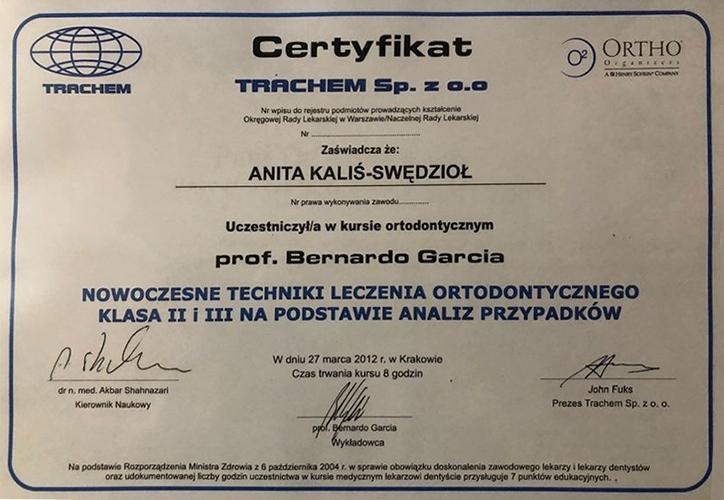 TRACHEM
Certyfikat
O2 ORTHO
Organizers
A HENRY SCHEIN COMPANY
TRACHEM Sp. z o.o
Nr wpisu do rejestru podmiotów prowadzących kształcenie
Okręgowej Rady Lekarskiej w Warszawie/Naczelnej Rady Lekarskiej
Nr ....................................
Zaświadcza że:
ANITA KALIŚ-SWĘDZIOŁ
Nr prawa wykonywania zawodu.............
Uczestniczył/a w kursie ortodontycznym
prof. Bernardo Garcia
NOWOCZESNE TECHNIKI LECZENIA ORTODONTYCZNEGO
KLASA II i III NA PODSTAWIE ANALIZ PRZYPADKÓW
W dniu 27 marca 2012 r. w Krakowie
Czas trwania kursu 8 godzin
dr n. med. Akbar Shahnazari
Kierownik Naukowy
John Fuks
Prezes Trachem Sp. z o. o.
prof. Bernardo Garcia
Wykładowca
Na podstawie Rozporządzenia Ministra Zdrowia z 6 października 2004 r. w sprawie obowiązku doskonalenia zawodowego lekarzy i lekarzy dentystów
oraz udokumentowanej liczby godzin uczestnictwa w kursie medycznym lekarzowi dentyście przysługuje 7 punktów edukacyjnych.